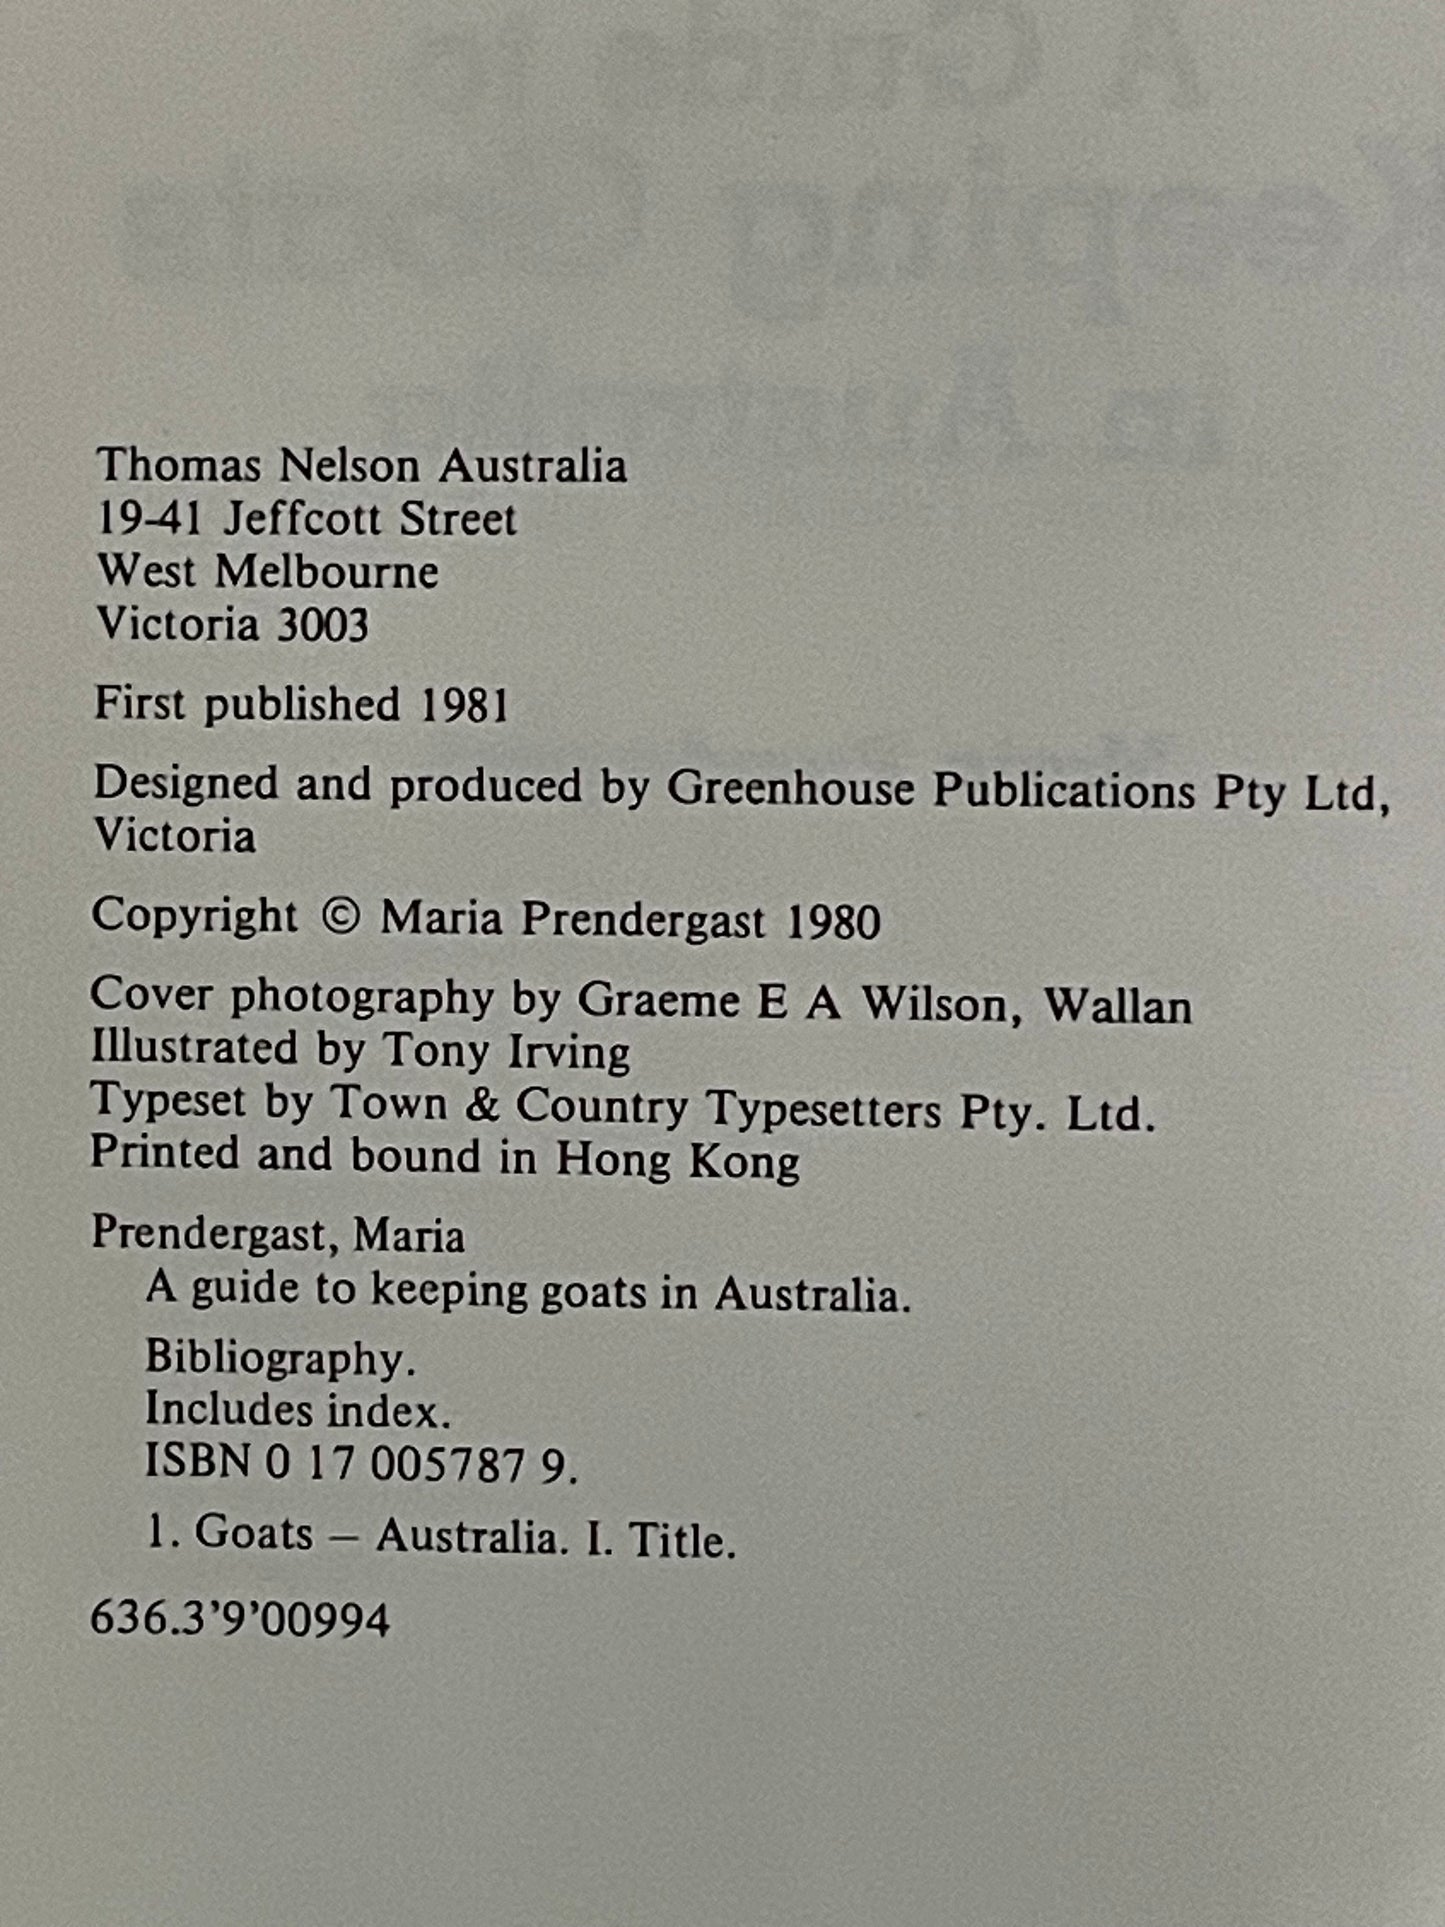 Thomas Nelson Australia
19-41 Jeffcott Street
West Melbourne
Victoria 3003
First published 1981
Designed and produced by Greenhouse Publications Pty Ltd,
Victoria
Copyright © Maria Prendergast 1980
Cover photography by Graeme E A Wilson, Wallan
Illustrated by Tony Irving
Typeset by Town & Country Typesetters Pty. Ltd.
Printed and bound in Hong Kong
Prendergast, Maria
A guide to keeping goats in Australia.
Bibliography.
Includes index.
ISBN 0 17 005787 9.
1. Goats – Australia. I. Title.
636.3’9’00994